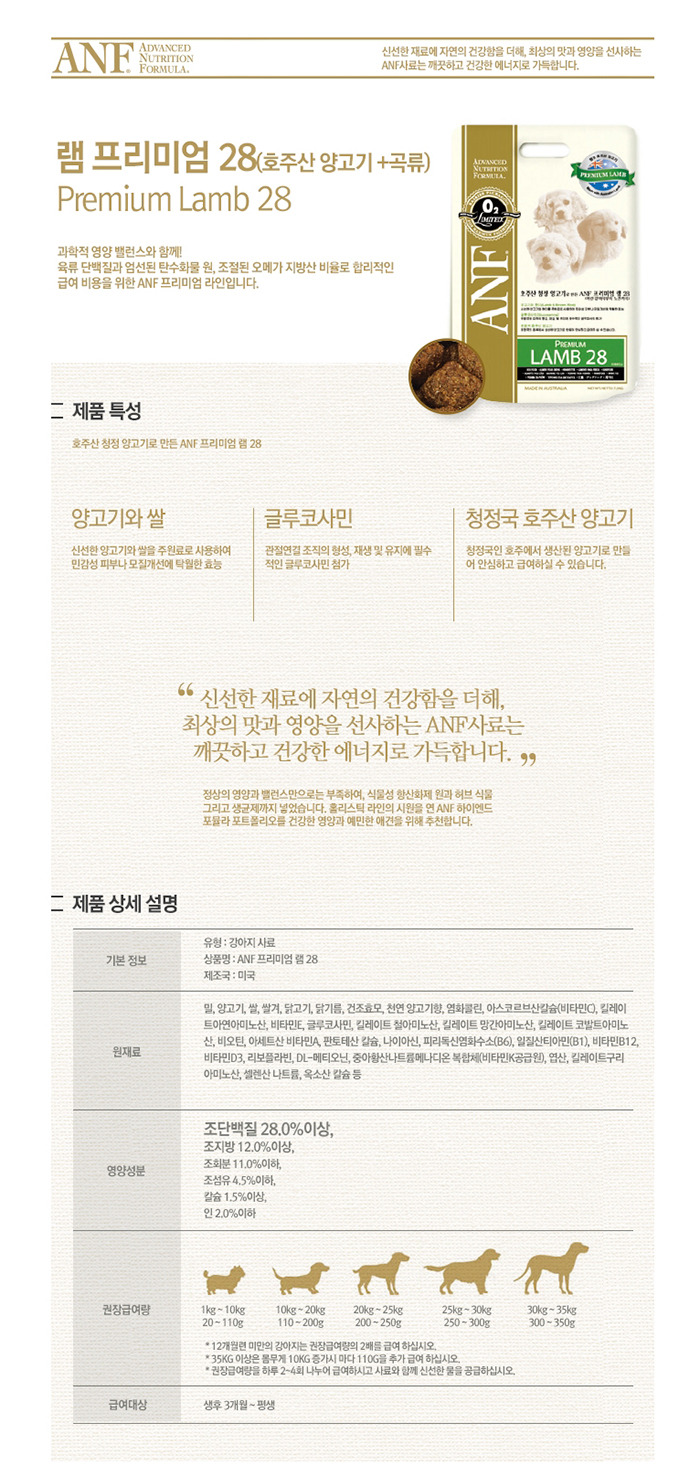 ANF® ADVANCED
NUTRITION
FORMULA®
신선한 재료에 자연의 건강함을 더해, 최상의 맛과 영양을 선사하는
ANF사료는 깨끗하고 건강한 에너지로 가득합니다.
램 프리미엄 28(호주산 양고기 +곡류)
Premium Lamb 28
과학적 영양 밸런스와 함께!
육류 단백질과 엄선된 탄수화물 원, 조절된 오메가 지방산 비율로 합리적인
급여 비용을 위한 ANF 프리미엄 라인입니다.
ADVANCED
NUTRITION
FORMULA
PREMIUM LAMB
O2
LIMITED
ANF
호주산 청정 양고기로 만든 ANF 프리미엄 램 28
PREMIUM
LAMB 28
MADE IN AUSTRALIA
제품 특성
호주산 청정 양고기로 만든 ANF 프리미엄 램 28
양고기와 쌀
신선한 양고기와 쌀을 주원료로 사용하여
민감성 피부나 모질개선에 탁월한 효능
글루코사민
관절연결 조직의 형성, 재생 및 유지에 필수
적인 글루코사민 첨가
청정국 호주산 양고기
청정국인 호주에서 생산된 양고기로 만들
어 안심하고 급여하실 수 있습니다.
“ 신선한 재료에 자연의 건강함을 더해,
최상의 맛과 영양을 선사하는 ANF사료는
깨끗하고 건강한 에너지로 가득합니다. ”
정상의 영양과 밸런스만으로는 부족하여, 식물성 항산화제 원과 허브 식물
그리고 생균제까지 넣었습니다. 홀리스틱 라인의 시원을 연 ANF 하이엔드
포뮬라 포트폴리오를 건강한 영양과 예민한 애견을 위해 추천합니다.
제품 상세 설명
기본 정보
유형 : 강아지 사료
상품명 : ANF 프리미엄 램 28
제조국 : 미국
원재료
밀, 양고기, 쌀, 쌀겨, 닭고기, 닭기름, 건조효모, 천연 양고기향, 염화콜린, 아스코르브산칼슘(비타민C), 킬레이
트아연아미노산, 비타민E, 글루코사민, 킬레이트 철아미노산, 킬레이트 망간아미노산, 킬레이트 코발트아미노
산, 비오틴, 아세트산 비타민A, 판토테산 칼슘, 나이아신, 피리독신염화수소(B6), 일질산티아민(B1), 비타민B12,
비타민D3, 리보플라빈, DL-메티오닌, 중아황산나트륨메나디온 복합체(비타민K공급원), 엽산, 킬레이트구리
아미노산, 셀렌산 나트륨, 옥소산 칼슘 등
영양성분
조단백질 28.0%이상,
조지방 12.0%이상,
조회분 11.0%이하,
조섬유 4.5%이하,
칼슘 1.5%이상,
인 2.0%이하
권장급여량
1kg ~ 10kg
20 ~ 110g
10kg ~ 20kg
110 ~ 200g
20kg ~ 25kg
200 ~ 250g
25kg ~ 30kg
250 ~ 300g
30kg ~ 35kg
300 ~ 350g
* 12개월련 미만의 강아지는 권장급여량의 2배를 급여 하십시오.
* 35KG 이상은 몸무게 10KG 증가시 마다 110G을 추가 급여 하십시오.
* 권장급여량을 하루 2~4회 나누어 급여하시고 사료와 함께 신선한 물을 공급하십시오.
급여대상
생후 3개월 ~ 평생